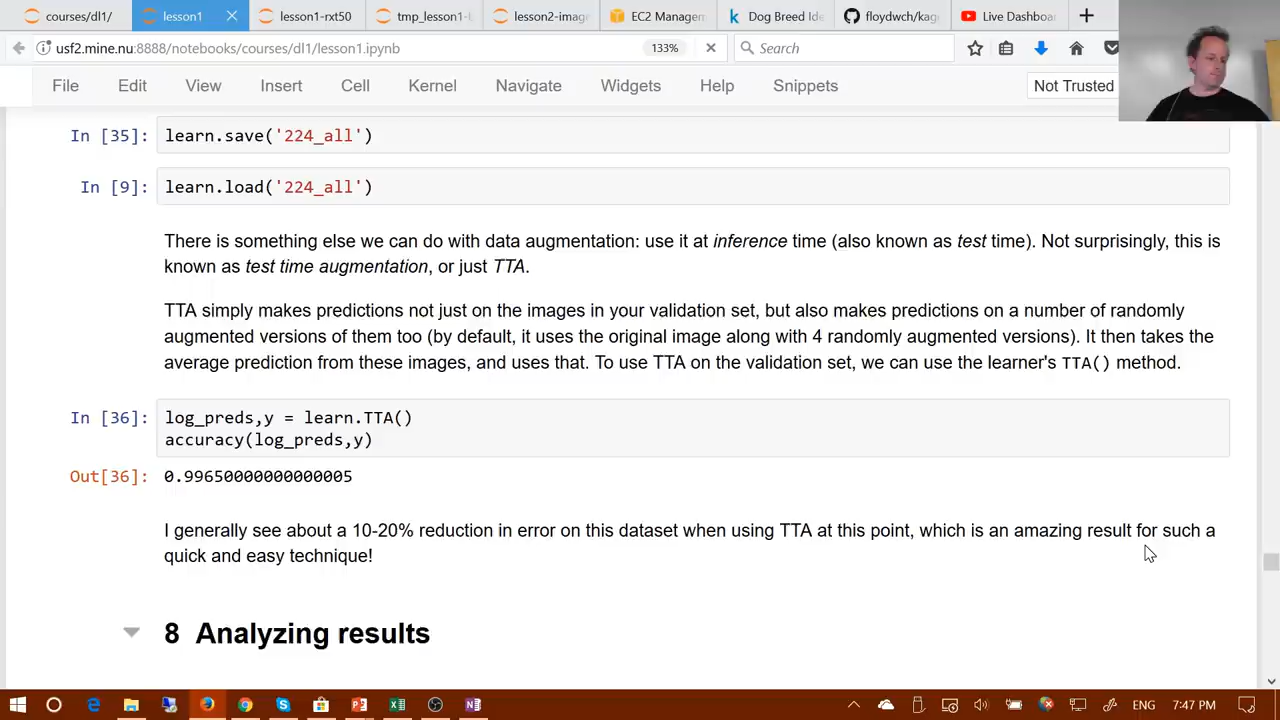 courses/dl1/
lesson1
lesson1-rxt50
tmp_lesson1-
lesson2-imag
EC2 Managem
Dog Breed Ide
floydwch/kag
Live Dashboa
usf2.mine.nu:8888/notebooks/courses/dl1/lesson1.ipynb
133%
Search
File Edit View Insert Cell Kernel Navigate Widgets Help Snippets
Not Trusted
In [35]: learn.save('224_all')
In [9]: learn.load('224_all')
There is something else we can do with data augmentation: use it at inference time (also known as test time). Not surprisingly, this is
known as test time augmentation, or just TTA.
TTA simply makes predictions not just on the images in your validation set, but also makes predictions on a number of randomly
augmented versions of them too (by default, it uses the original image along with 4 randomly augmented versions). It then takes the
average prediction from these images, and uses that. To use TTA on the validation set, we can use the learner's TTA() method.
In [36]: log_preds,y = learn.TTA()
accuracy(log_preds,y)
Out[36]: 0.99650000000000005
I generally see about a 10-20% reduction in error on this dataset when using TTA at this point, which is an amazing result for such a
quick and easy technique!
8 Analyzing results
ENG 7:47 PM